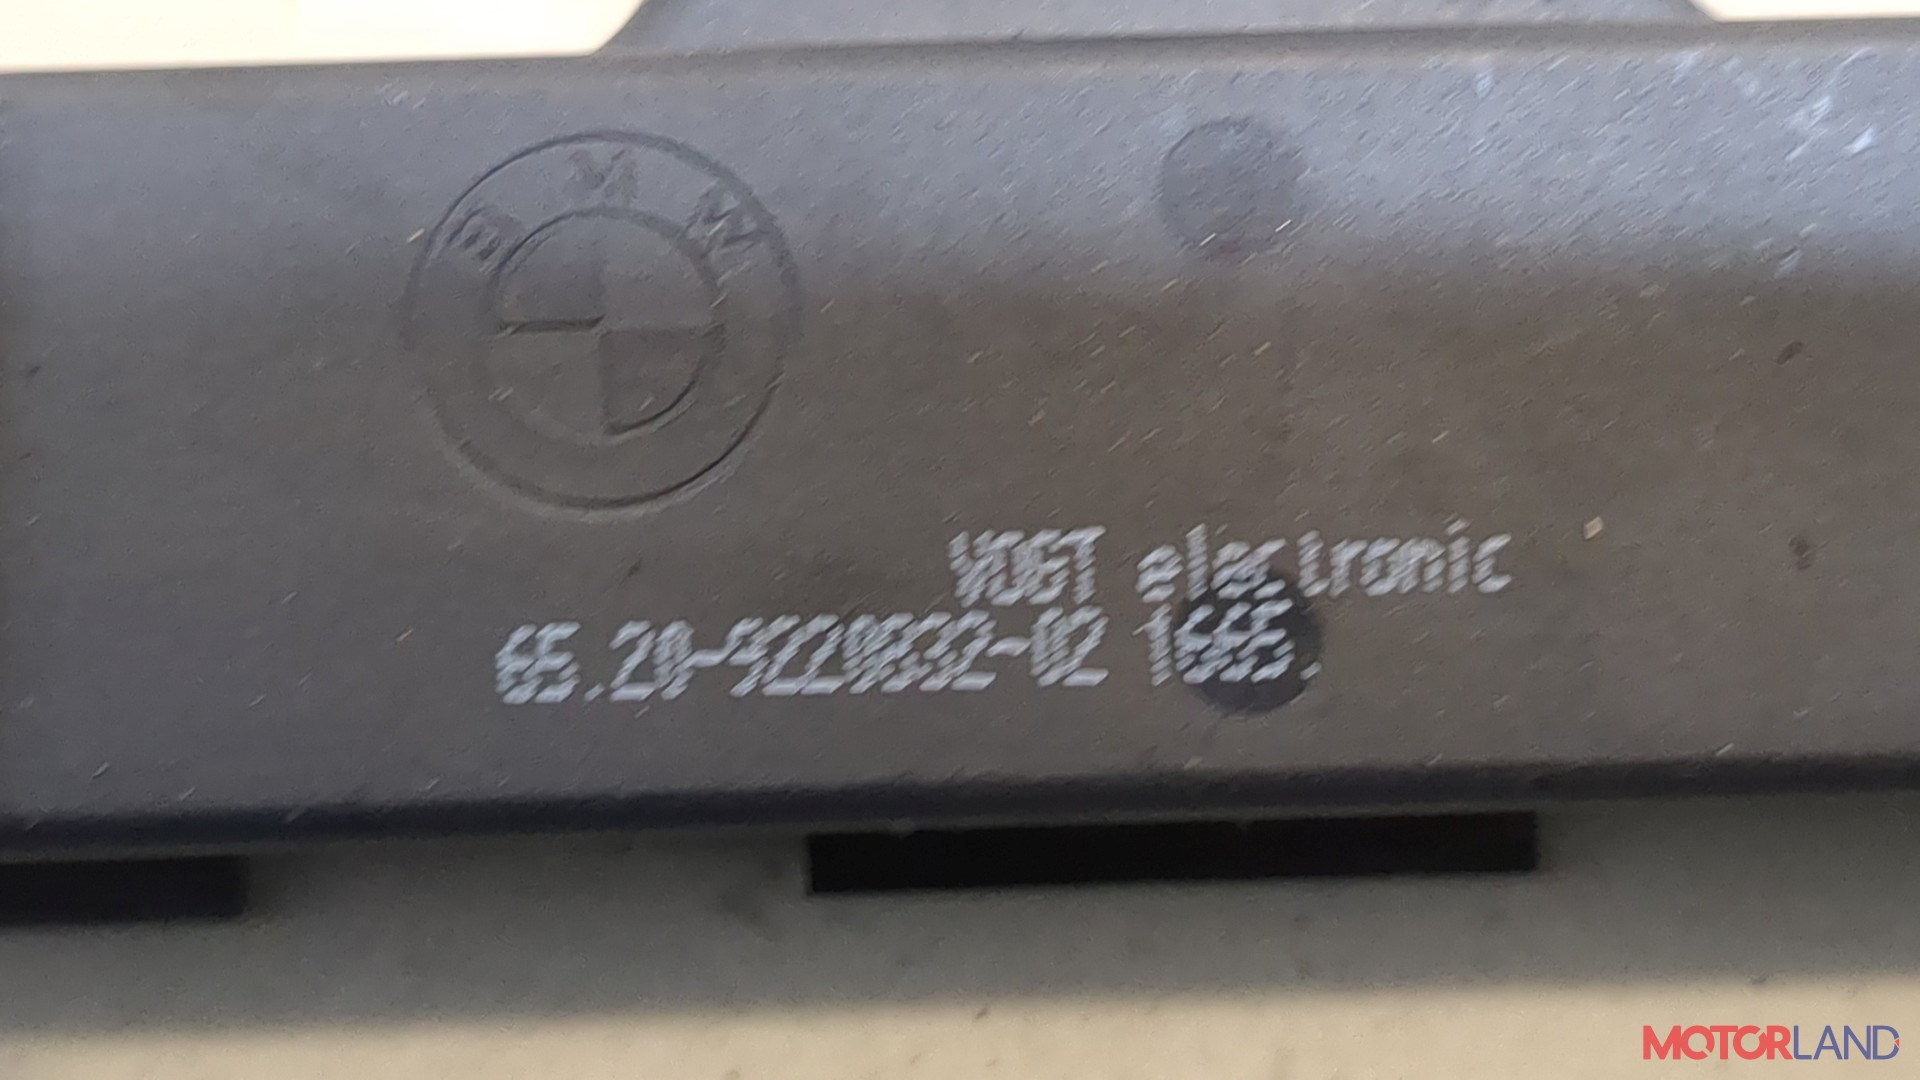 BMW
VOGT electronic
65.20-9220832-02 1665.
MOTORLAND